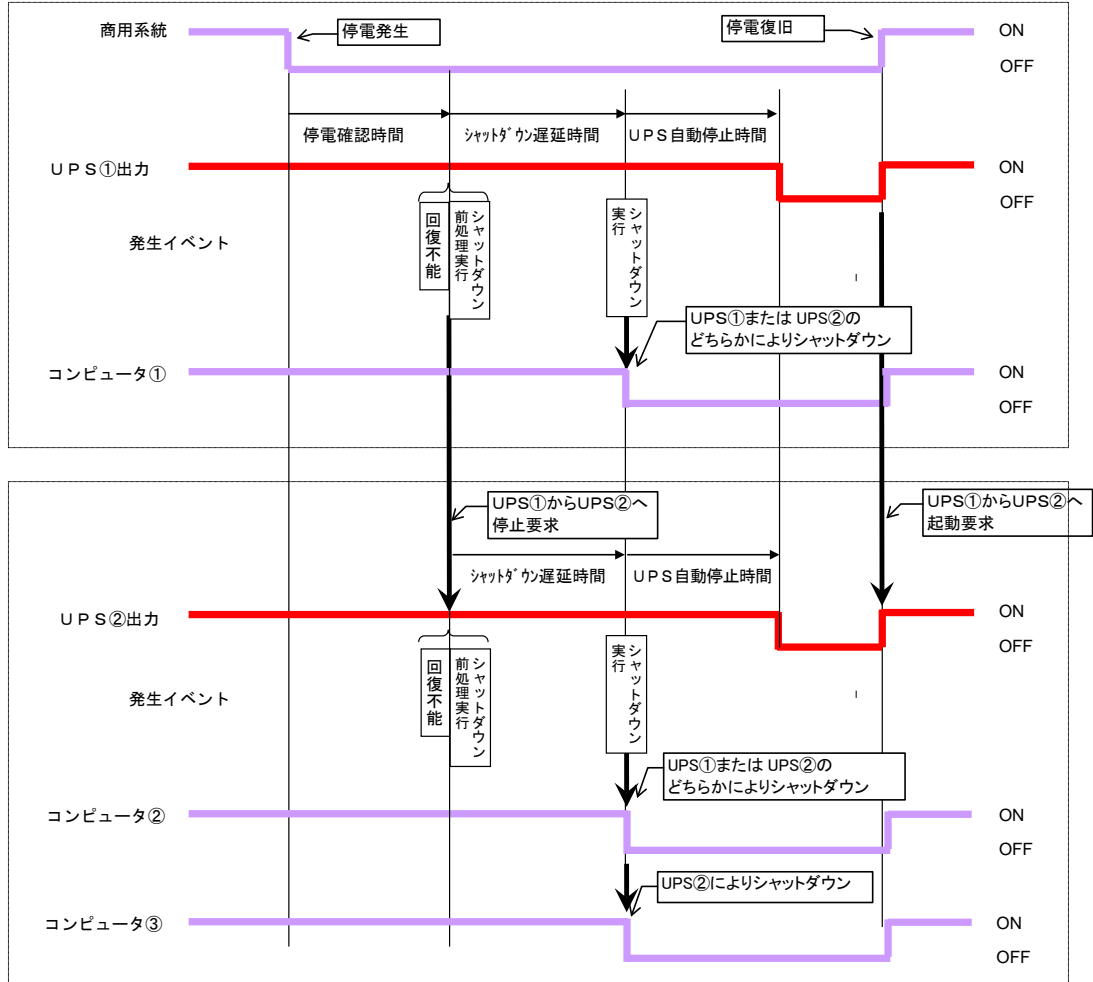 商用系統
停電発生
停電復旧
ON
OFF
停電確認時間
ｼｬｯﾄﾀﾞｳﾝ遅延時間
ＵＰＳ自動停止時間
ＵＰＳ①出力
ON
OFF
発生イベント
回復不能
シャットダウン
前処理実行
シャットダウン
実行
UPS①または UPS②の
どちらかによりシャットダウン
コンピュータ①
ON
OFF
UPS①からUPS②へ
停止要求
UPS①からUPS②へ
起動要求
ｼｬｯﾄﾀﾞｳﾝ遅延時間
ＵＰＳ自動停止時間
ＵＰＳ②出力
ON
OFF
発生イベント
回復不能
シャットダウン
前処理実行
シャットダウン
実行
UPS①または UPS②の
どちらかによりシャットダウン
コンピュータ②
ON
OFF
UPS②によりシャットダウン
コンピュータ③
ON
OFF